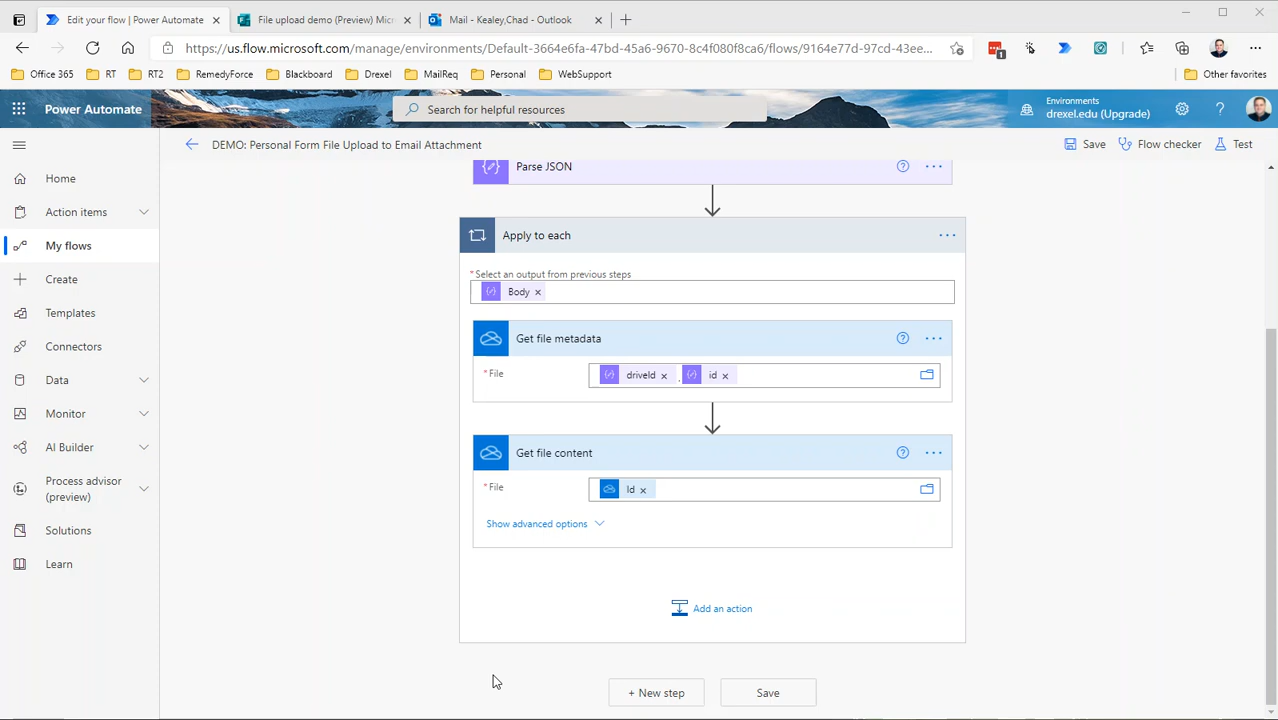 Edit your flow | Power Automate
File upload demo (Preview) Micr
Mail - Kealey,Chad - Outlook
https://us.flow.microsoft.com/manage/environments/Default-3664e6fa-47bd-45a6-9670-8c4f080f8ca6/flows/9164e77d-97cd-43ee...
1
Office 365
RT
RT2
RemedyForce
Blackboard
Drexel
MailReq
Personal
WebSupport
Other favorites
Power Automate
Search for helpful resources
Environments
drexel.edu (Upgrade)
DEMO: Personal Form File Upload to Email Attachment
Save
Flow checker
Test
Home
Action items
My flows
Create
Templates
Connectors
Data
Monitor
AI Builder
Process advisor
(preview)
Solutions
Learn
Parse JSON
Apply to each
*Select an output from previous steps
Body
Get file metadata
*File
driveId
.
id
Get file content
*File
Id
Show advanced options
Add an action
+ New step
Save